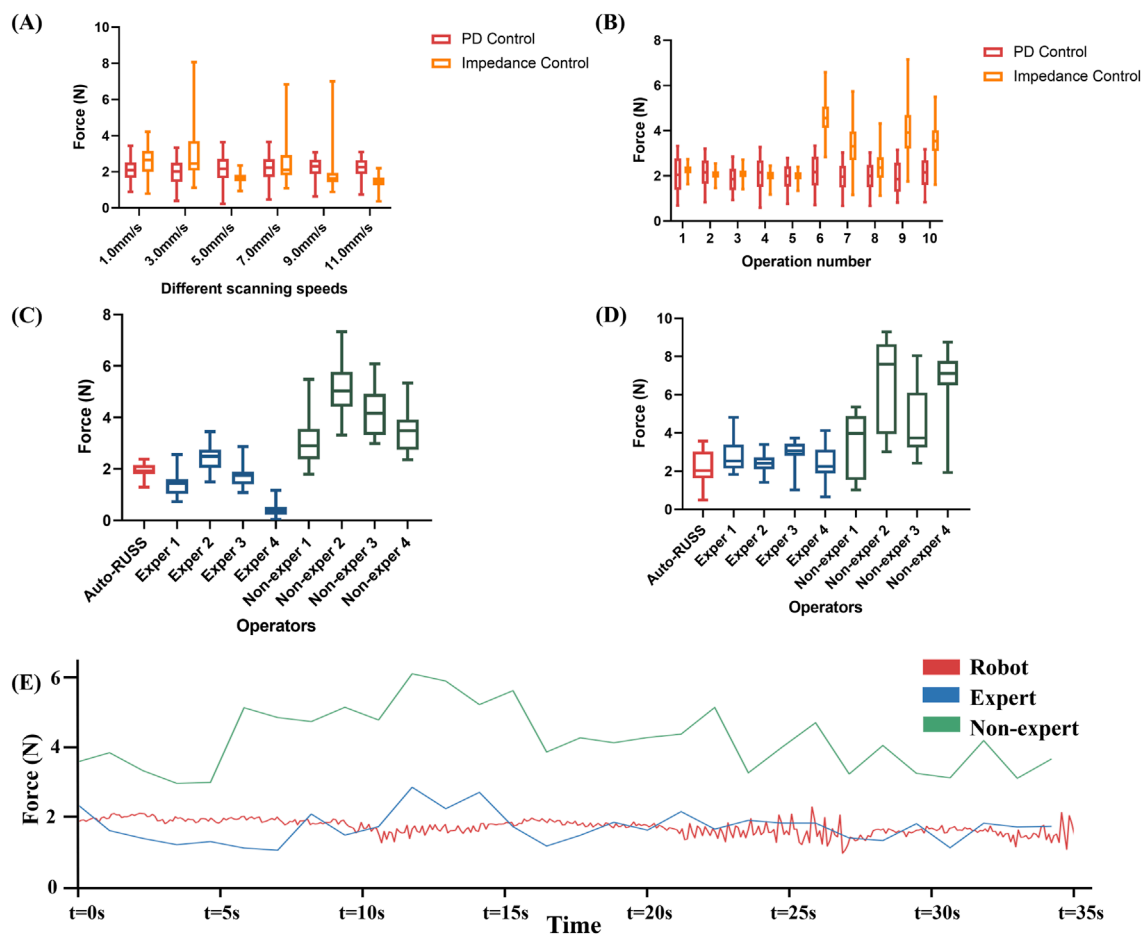 (A)
10
8
6
4
2
0
Force (N)
PD Control
Impedance Control
1.0mm/s
3.0mm/s
5.0mm/s
7.0mm/s
9.0mm/s
11.0mm/s
Different scanning speeds
(B)
8
6
4
2
0
Force (N)
PD Control
Impedance Control
1 2 3 4 5 6 7 8 9 10
Operation number
(C)
8
6
4
2
0
Force (N)
Auto-RUSS
Exper 1
Exper 2
Exper 3
Exper 4
Non-exper 1
Non-exper 2
Non-exper 3
Non-exper 4
Operators
(D)
10
8
6
4
2
0
Force (N)
Auto-RUSS
Exper 1
Exper 2
Exper 3
Exper 4
Non-exper 1
Non-exper 2
Non-exper 3
Non-exper 4
Operators
(E)
6
4
2
0
Force (N)
Robot
Expert
Non-expert
t=0s t=5s t=10s t=15s t=20s t=25s t=30s t=35s
Time